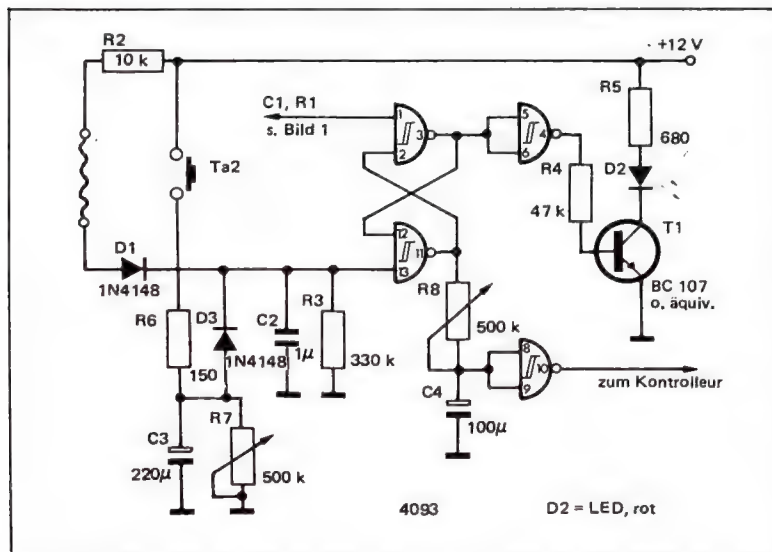 R2
10 k
+12 V
R5
680
C1, R1
s. Bild 1
1
2
3
5
6
4
Ta2
R4
47 k
D2
T1
BC 107
o. äquiv.
12
13
11
D1
1N4148
R6
150
D3
1N4148
C2
1µ
R3
330 k
R8
500 k
8
9
10
zum Kontrolleur
C4
100µ
C3
220µ
R7
500 k
4093
D2 = LED, rot